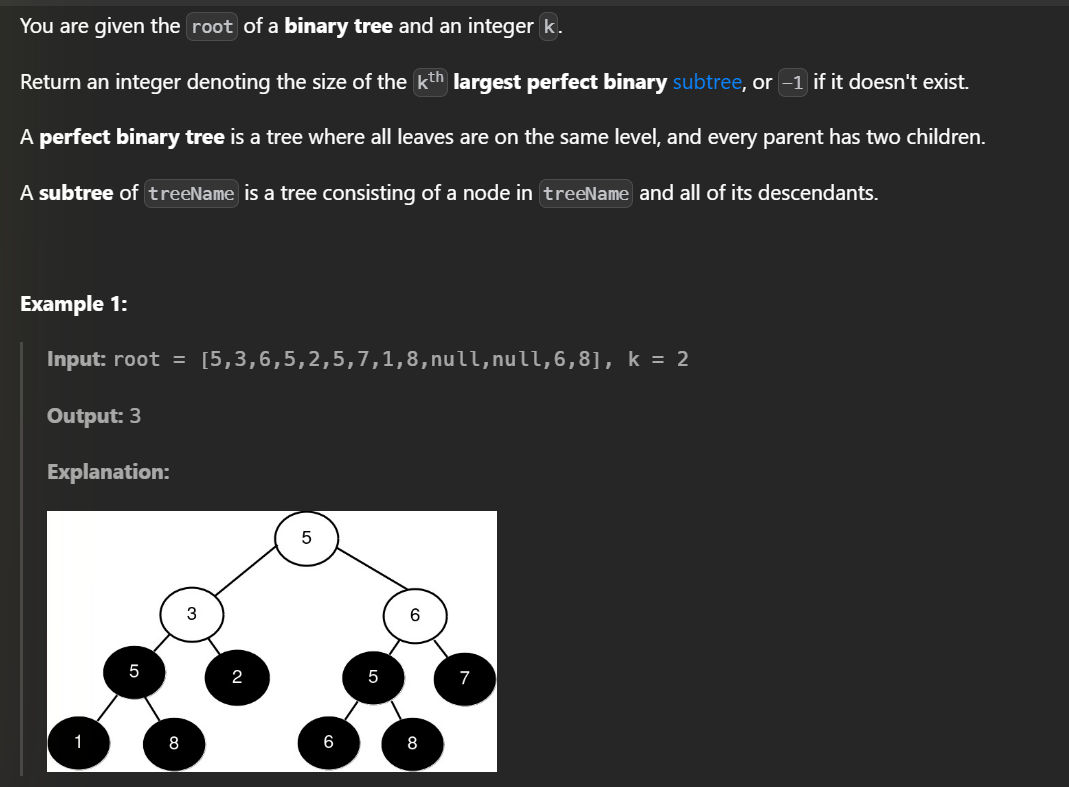 You are given the root of a binary tree and an integer k.
Return an integer denoting the size of the kth largest perfect binary subtree, or -1 if it doesn't exist.
A perfect binary tree is a tree where all leaves are on the same level, and every parent has two children.
A subtree of treeName is a tree consisting of a node in treeName and all of its descendants.
Example 1:
Input: root = [5,3,6,5,2,5,7,1,8,null,null,6,8], k = 2
Output: 3
Explanation:
5
3 6
5 2 5 7
1 8 6 8